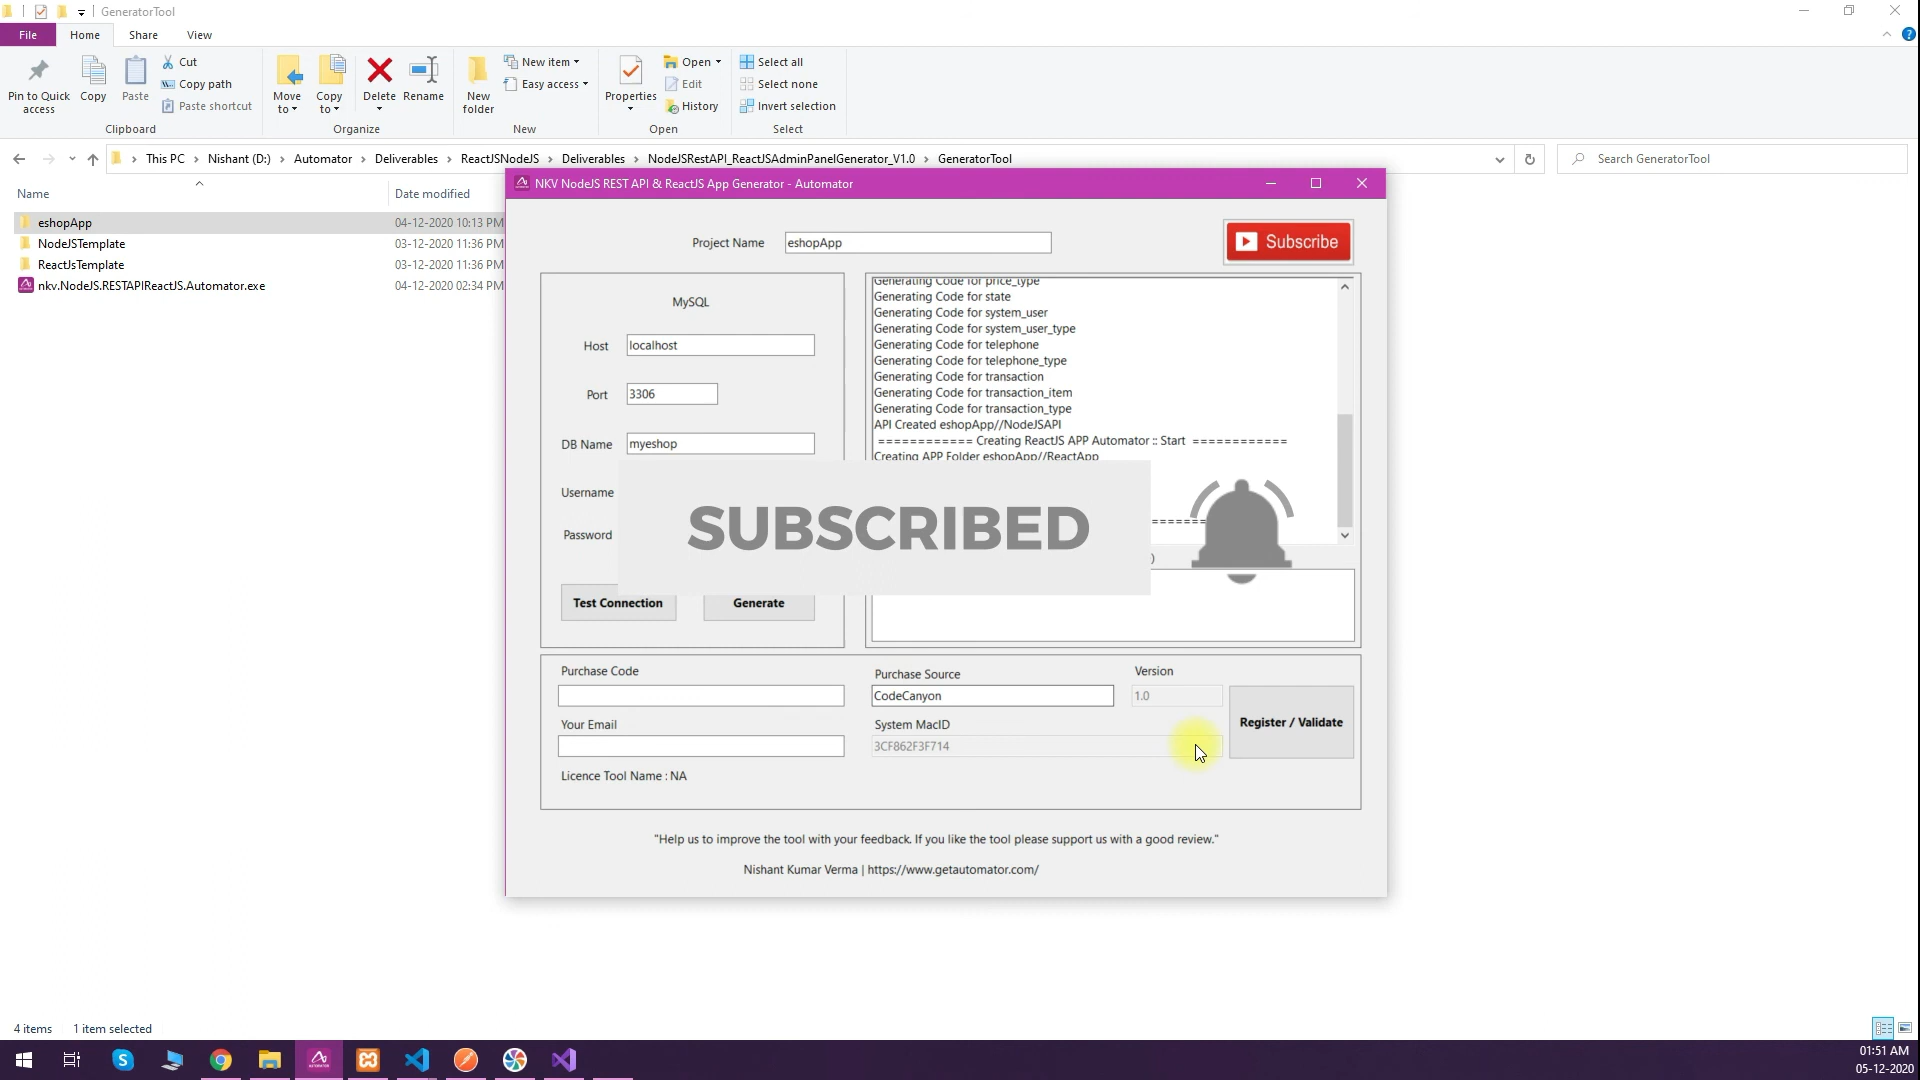 GeneratorTool
File Home Share View
Pin to Quick access
Copy
Paste
Cut
Copy path
Paste shortcut
Clipboard
Move to
Copy to
Delete
Rename
Organize
New folder
New item
Easy access
New
Properties
Open
Edit
History
Open
Select all
Select none
Invert selection
Select
This PC > Nishant (D:) > Automator > Deliverables > ReactJSNodeJS > Deliverables > NodeJSRestAPI_ReactJSAdminPanelGenerator_V1.0 > GeneratorTool
Search GeneratorTool
Name Date modified
eshopApp 04-12-2020 10:13 PM
NodeJSTemplate 03-12-2020 11:36 PM
ReactJsTemplate 03-12-2020 11:36 PM
nkv.NodeJS.RESTAPIReactJS.Automator.exe 04-12-2020 02:34 PM
NKV NodeJS REST API & ReactJS App Generator - Automator
Project Name eshopApp
Subscribe
MySQL
Host localhost
Port 3306
DB Name myeshop
Username
Password
Test Connection Generate
Generating Code for price_type
Generating Code for state
Generating Code for system_user
Generating Code for system_user_type
Generating Code for telephone
Generating Code for telephone_type
Generating Code for transaction
Generating Code for transaction_item
Generating Code for transaction_type
API Created eshopApp//NodeJSAPI
============ Creating ReactJS APP Automator :: Start ============
Creating APP Folder eshopApp//ReactApp
SUBSCRIBED
Purchase Code
Purchase Source
CodeCanyon
Version
1.0
Your Email
System MacID
3CF862F3F714
Register / Validate
Licence Tool Name : NA
"Help us to improve the tool with your feedback. If you like the tool please support us with a good review."
Nishant Kumar Verma | https://www.getautomator.com/
4 items 1 item selected
01:51 AM
05-12-2020